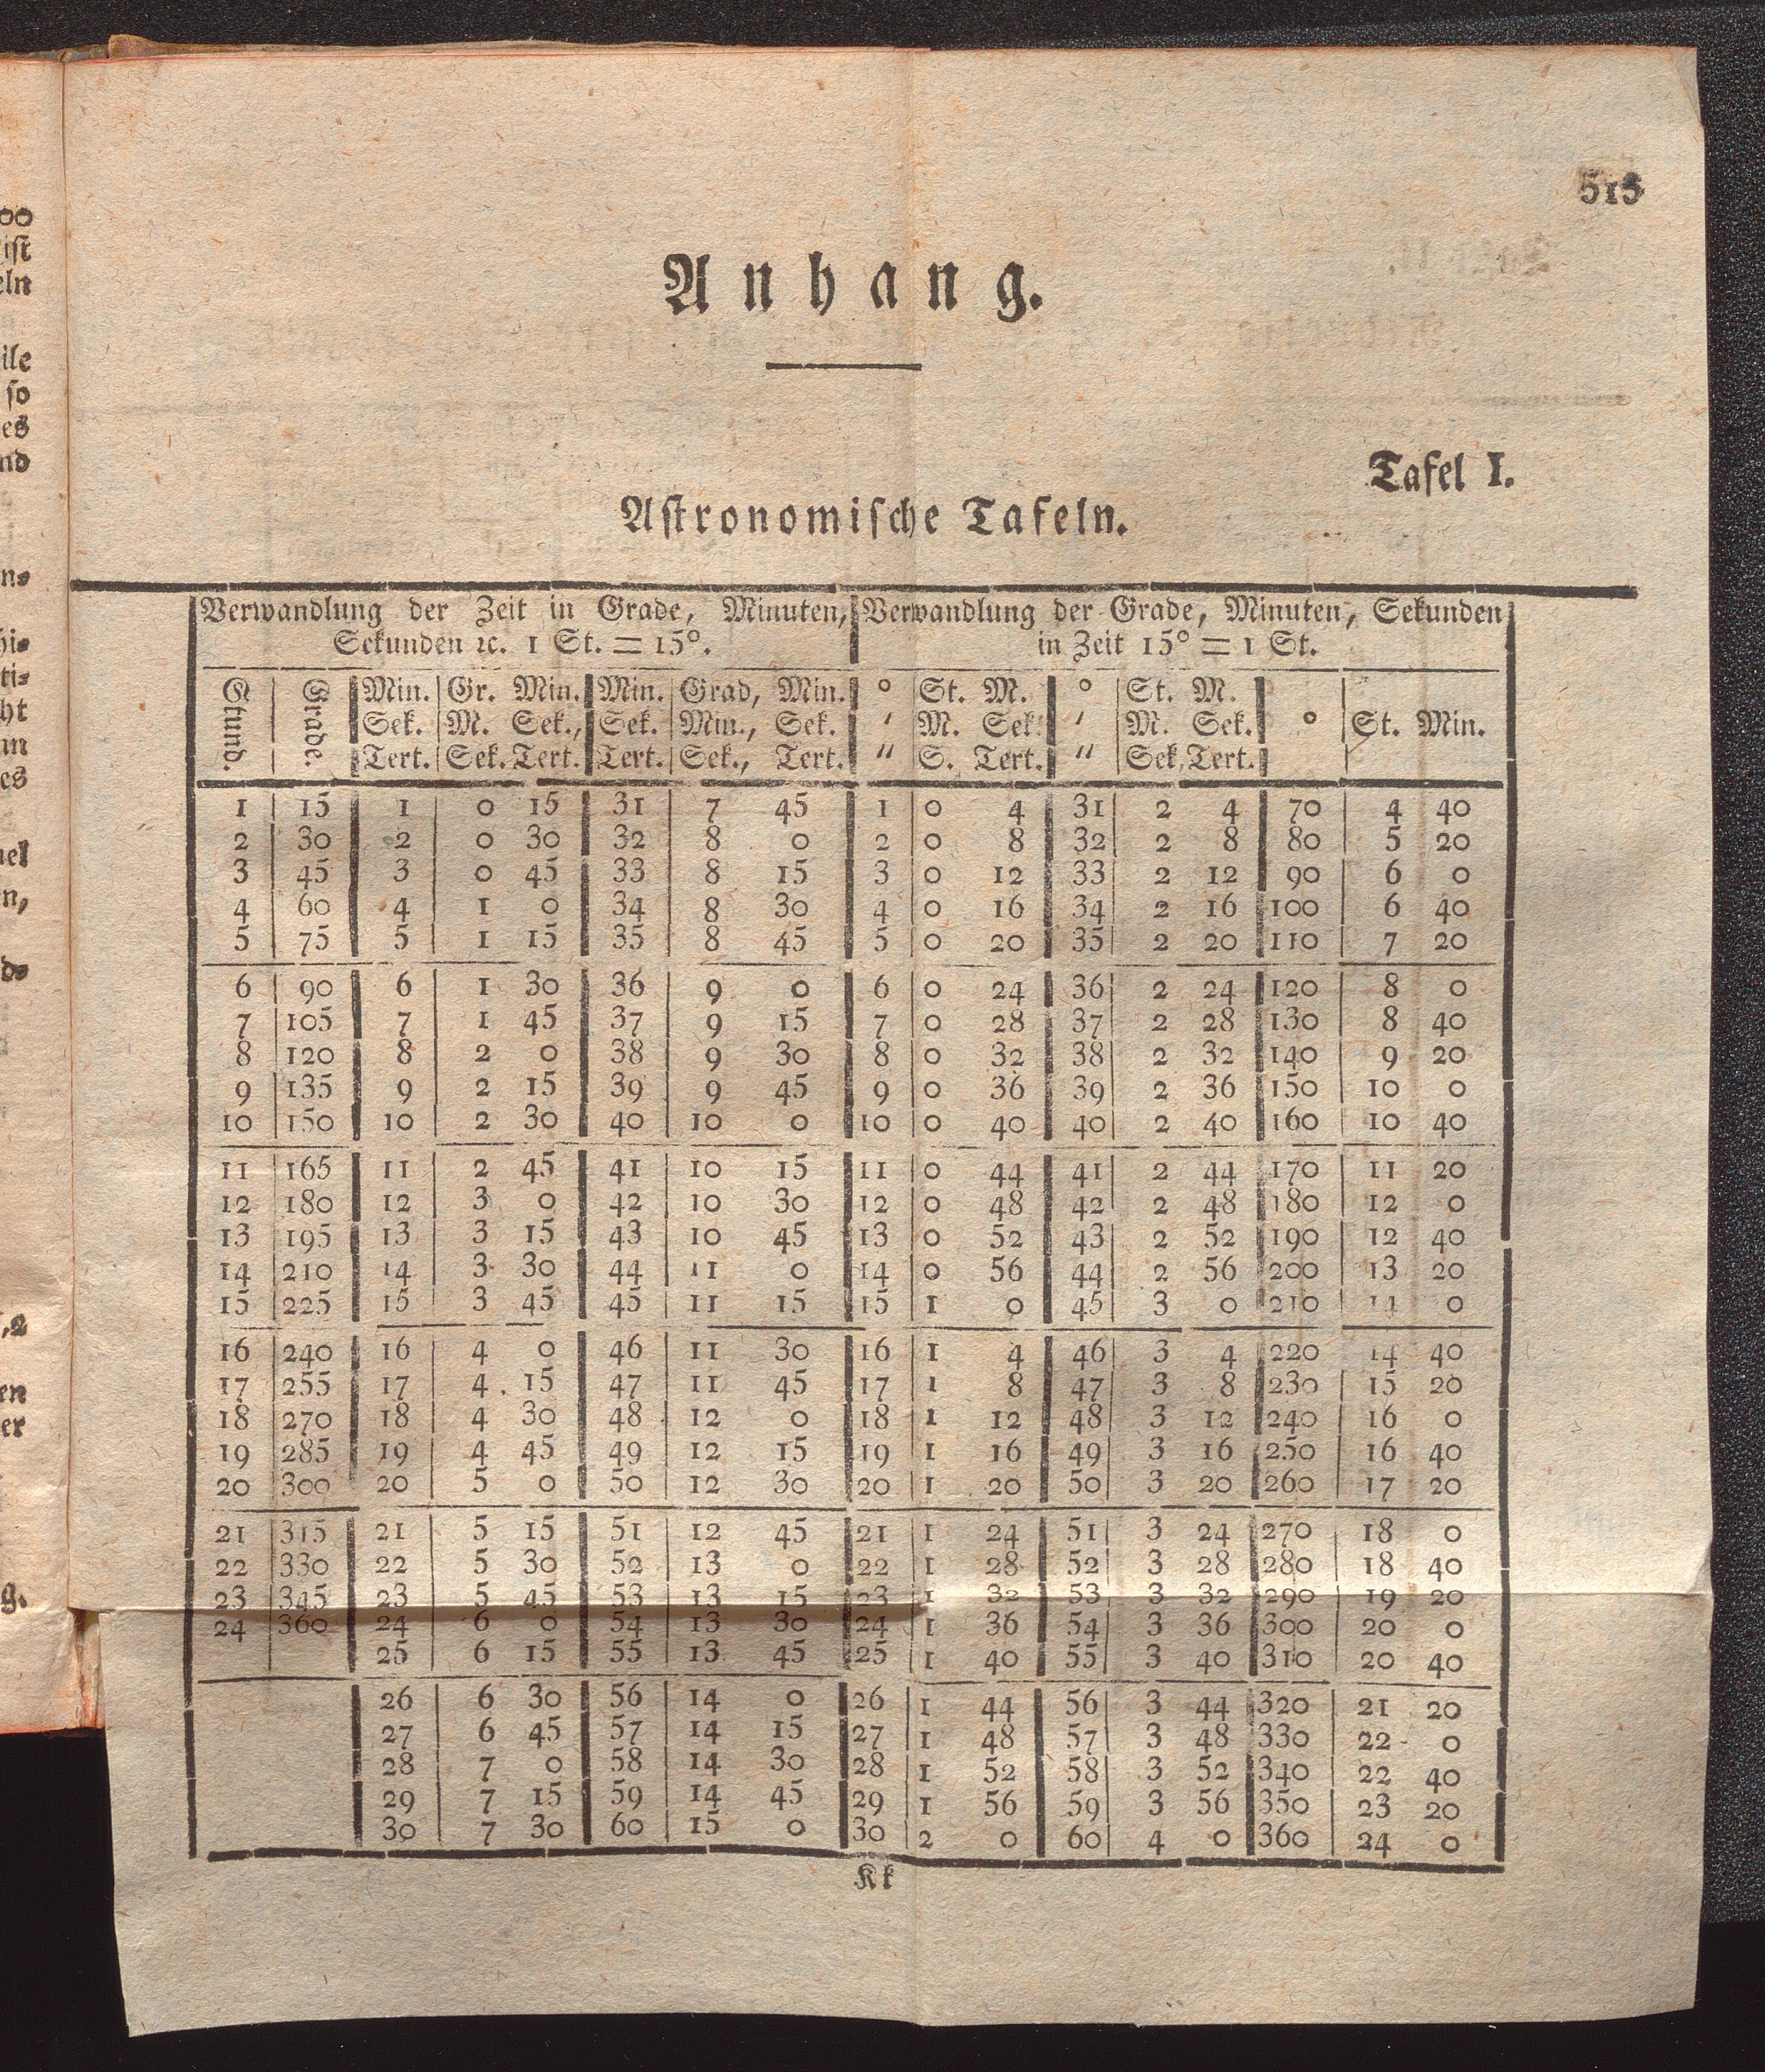 00
iſt
eln
ile
ſo
es
nd
n⸗
hi⸗
ti⸗
ht
an
es
nel
n,
d⸗
,2
en
er
g.
515
Anhang.
Tafel I.
Aſtronomiſche Tafeln.
Verwandlung der Zeit in Grade, Minuten, Verwandlung der Grade, Minuten, Sekunden
Sekunden ꝛc. 1 St. = 15°. in Zeit 15° = 1 St.
Stund. Grade. Min. Gr. Min. Min. Grad, Min. ° St. M. ° St. M. ° St. Min.
Sek. M. Sek., Sek. Min., Sek. ′ M. Sek. ′ M. Sek.
Tert. Sek. Tert. Tert. Sek., Tert. ″ S. Tert. ″ Sek. Tert.
1 15 1 0 15 31 7 45 1 0 4 31 2 4 70 4 40
2 30 2 0 30 32 8 0 2 0 8 32 2 8 80 5 20
3 45 3 0 45 33 8 15 3 0 12 33 2 12 90 6 0
4 60 4 1 0 34 8 30 4 0 16 34 2 16 100 6 40
5 75 5 1 15 35 8 45 5 0 20 35 2 20 110 7 20
6 90 6 1 30 36 9 0 6 0 24 36 2 24 120 8 0
7 105 7 1 45 37 9 15 7 0 28 37 2 28 130 8 40
8 120 8 2 0 38 9 30 8 0 32 38 2 32 140 9 20
9 135 9 2 15 39 9 45 9 0 36 39 2 36 150 10 0
10 150 10 2 30 40 10 0 10 0 40 40 2 40 160 10 40
11 165 11 2 45 41 10 15 11 0 44 41 2 44 170 11 20
12 180 12 3 0 42 10 30 12 0 48 42 2 48 180 12 0
13 195 13 3 15 43 10 45 13 0 52 43 2 52 190 12 40
14 210 14 3 30 44 11 0 14 0 56 44 2 56 200 13 20
15 225 15 3 45 45 11 15 15 1 0 45 3 0 210 14 0
16 240 16 4 0 46 11 30 16 1 4 46 3 4 220 14 40
17 255 17 4 15 47 11 45 17 1 8 47 3 8 230 15 20
18 270 18 4 30 48 12 0 18 1 12 48 3 12 240 16 0
19 285 19 4 45 49 12 15 19 1 16 49 3 16 250 16 40
20 300 20 5 0 50 12 30 20 1 20 50 3 20 260 17 20
21 315 21 5 15 51 12 45 21 1 24 51 3 24 270 18 0
22 330 22 5 30 52 13 0 22 1 28 52 3 28 280 18 40
23 345 23 5 45 53 13 15 23 1 32 53 3 32 290 19 20
24 360 24 6 0 54 13 30 24 1 36 54 3 36 300 20 0
25 6 15 55 13 45 25 1 40 55 3 40 310 20 40
26 6 30 56 14 0 26 1 44 56 3 44 320 21 20
27 6 45 57 14 15 27 1 48 57 3 48 330 22 0
28 7 0 58 14 30 28 1 52 58 3 52 340 22 40
29 7 15 59 14 45 29 1 56 59 3 56 350 23 20
30 7 30 60 15 0 30 2 0 60 4 0 360 24 0
Kk